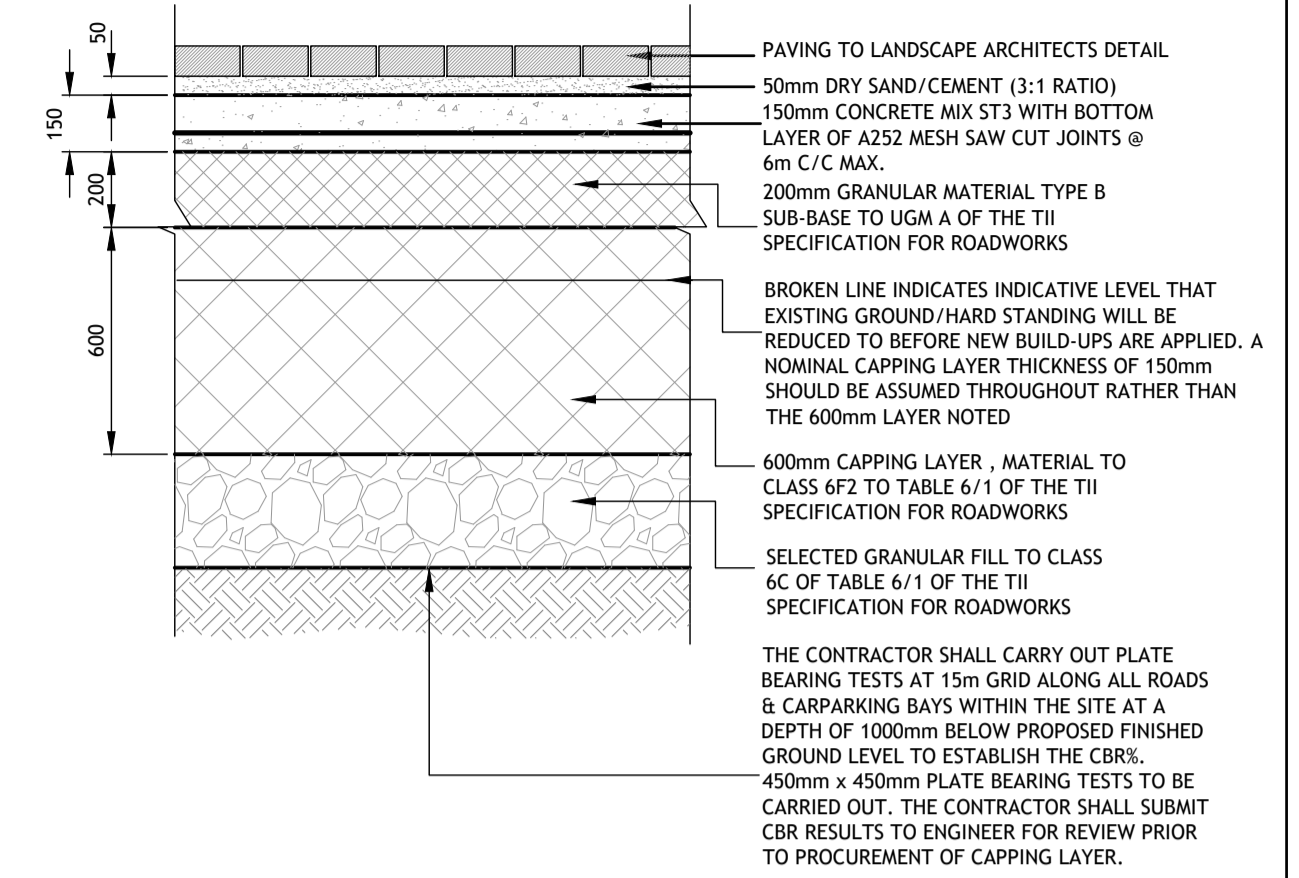 50
150
200
600
PAVING TO LANDSCAPE ARCHITECTS DETAIL
50mm DRY SAND/CEMENT (3:1 RATIO)
150mm CONCRETE MIX ST3 WITH BOTTOM
LAYER OF A252 MESH SAW CUT JOINTS @
6m C/C MAX.
200mm GRANULAR MATERIAL TYPE B
SUB-BASE TO UGM A OF THE TII
SPECIFICATION FOR ROADWORKS
BROKEN LINE INDICATES INDICATIVE LEVEL THAT
EXISTING GROUND/HARD STANDING WILL BE
REDUCED TO BEFORE NEW BUILD-UPS ARE APPLIED. A
NOMINAL CAPPING LAYER THICKNESS OF 150mm
SHOULD BE ASSUMED THROUGHOUT RATHER THAN
THE 600mm LAYER NOTED
600mm CAPPING LAYER , MATERIAL TO
CLASS 6F2 TO TABLE 6/1 OF THE TII
SPECIFICATION FOR ROADWORKS
SELECTED GRANULAR FILL TO CLASS
6C OF TABLE 6/1 OF THE TII
SPECIFICATION FOR ROADWORKS
THE CONTRACTOR SHALL CARRY OUT PLATE
BEARING TESTS AT 15m GRID ALONG ALL ROADS
& CARPARKING BAYS WITHIN THE SITE AT A
DEPTH OF 1000mm BELOW PROPOSED FINISHED
GROUND LEVEL TO ESTABLISH THE CBR%.
450mm x 450mm PLATE BEARING TESTS TO BE
CARRIED OUT. THE CONTRACTOR SHALL SUBMIT
CBR RESULTS TO ENGINEER FOR REVIEW PRIOR
TO PROCUREMENT OF CAPPING LAYER.